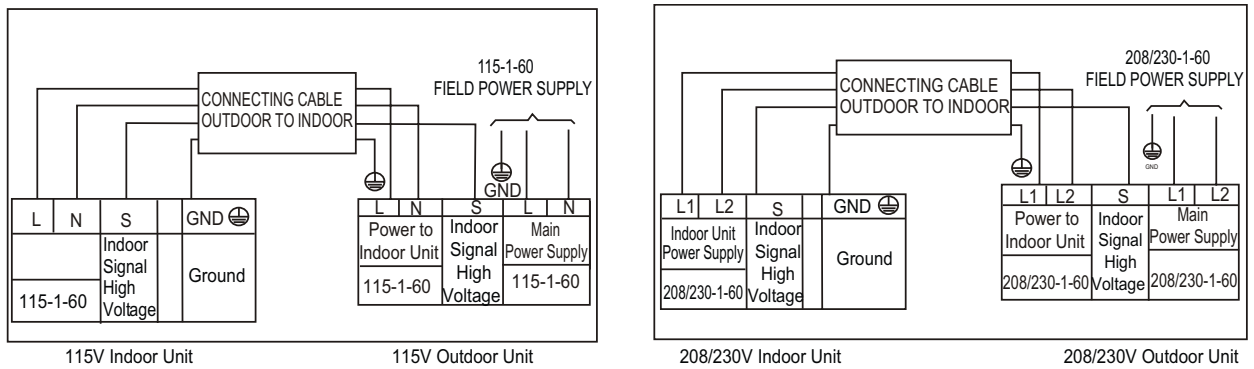 115-1-60
FIELD POWER SUPPLY
CONNECTING CABLE
OUTDOOR TO INDOOR
GND
L N S GND
Indoor
Signal
High
Voltage
Ground
115-1-60
L N S L N
Power to
Indoor Unit
Indoor
Signal
High
Voltage
Main
Power Supply
115-1-60
115-1-60
115V Indoor Unit
115V Outdoor Unit
208/230-1-60
FIELD POWER SUPPLY
CONNECTING CABLE
OUTDOOR TO INDOOR
GND
L1 L2 S GND
Indoor Unit
Power Supply
Indoor
Signal
High
Voltage
Ground
208/230-1-60
L1 L2 S L1 L2
Power to
Indoor Unit
Indoor
Signal
High
Voltage
Main
Power Supply
208/230-1-60
208/230-1-60
208/230V Indoor Unit
208/230V Outdoor Unit